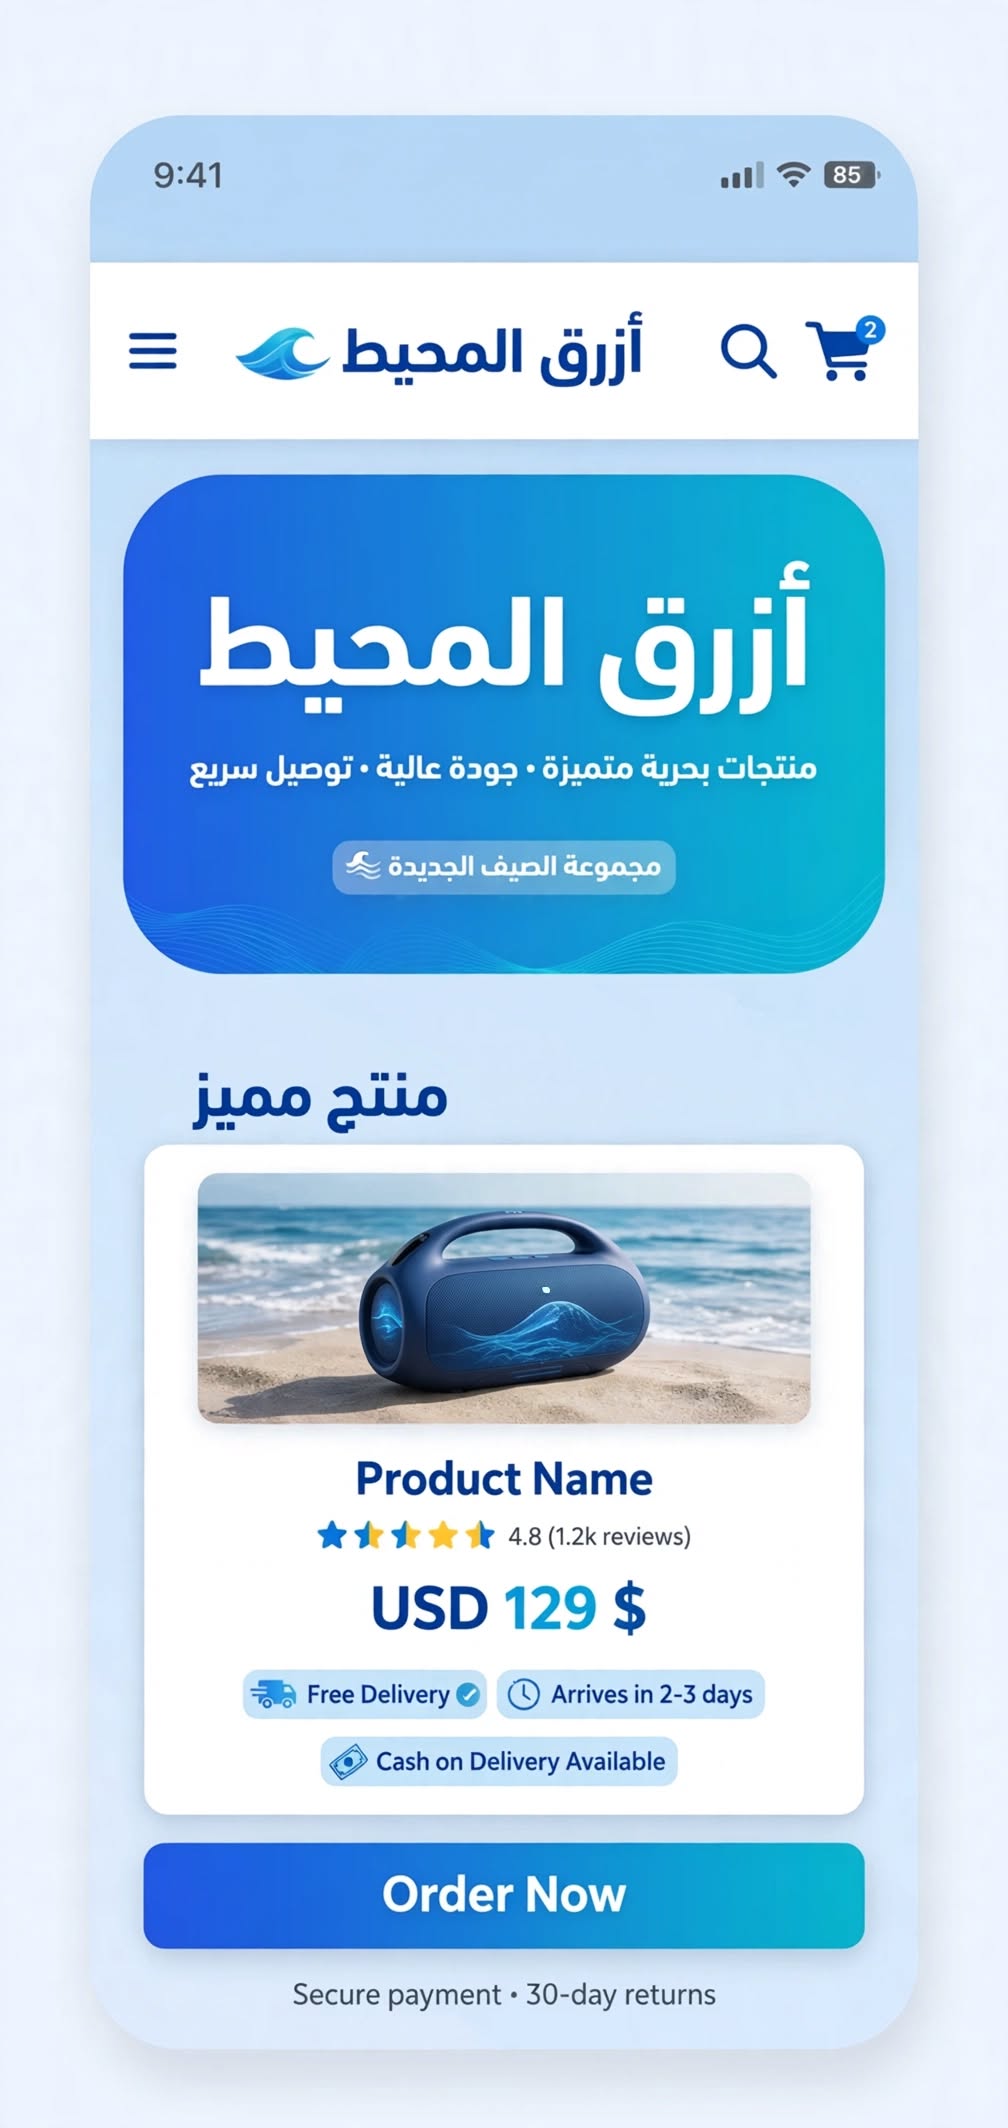 9:41
85
أزرق المحيط
2
أزرق المحيط
منتجات بحرية متميزة • جودة عالية • توصيل سريع
مجموعة الصيف الجديدة
منتج مميز
Product Name
4.8 (1.2k reviews)
USD 129 $
Free Delivery
Arrives in 2-3 days
Cash on Delivery Available
Order Now
Secure payment • 30-day returns